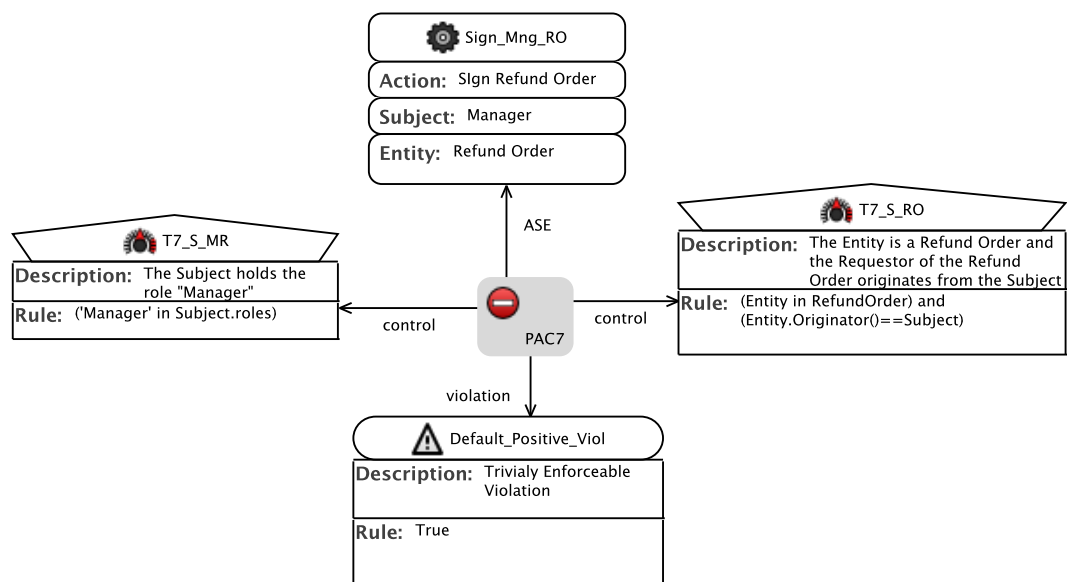 Sign_Mng_RO
Action: SIgn Refund Order
Subject: Manager
Entity: Refund Order
ASE
T7_S_MR
Description: The Subject holds the
role "Manager"
Rule: ('Manager' in Subject.roles)
control
PAC7
control
T7_S_RO
Description: The Entity is a Refund Order and
the Requestor of the Refund
Order originates from the Subject
Rule: (Entity in RefundOrder) and
(Entity.Originator()==Subject)
violation
Default_Positive_Viol
Description: Trivialy Enforceable
Violation
Rule: True